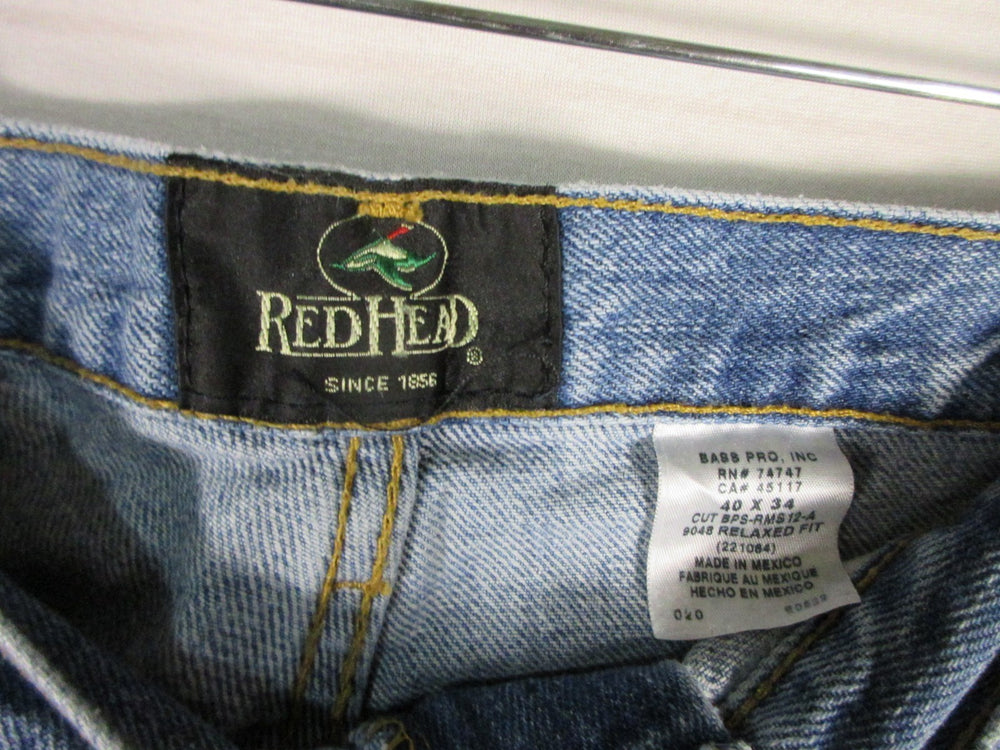 REDHEAD
®
SINCE 1856
BASS PRO, INC
RN# 74747
CA# 45117
40 X 34
CUT BPS-RMS12-4
9048 RELAXED FIT
(221084)
MADE IN MEXICO
FABRIQUE AU MEXIQUE
HECHO EN MEXICO